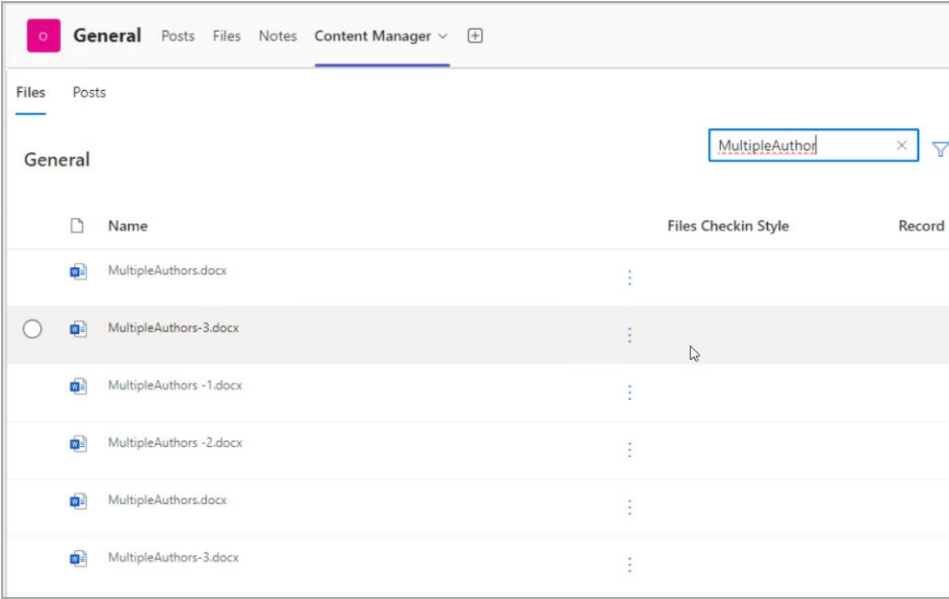 O General Posts Files Notes Content Manager
Files Posts
General MultipleAuthor
Name Files Checkin Style Record
MultipleAuthors.docx
MultipleAuthors-3.docx
MultipleAuthors -1.docx
MultipleAuthors -2.docx
MultipleAuthors.docx
MultipleAuthors-3.docx